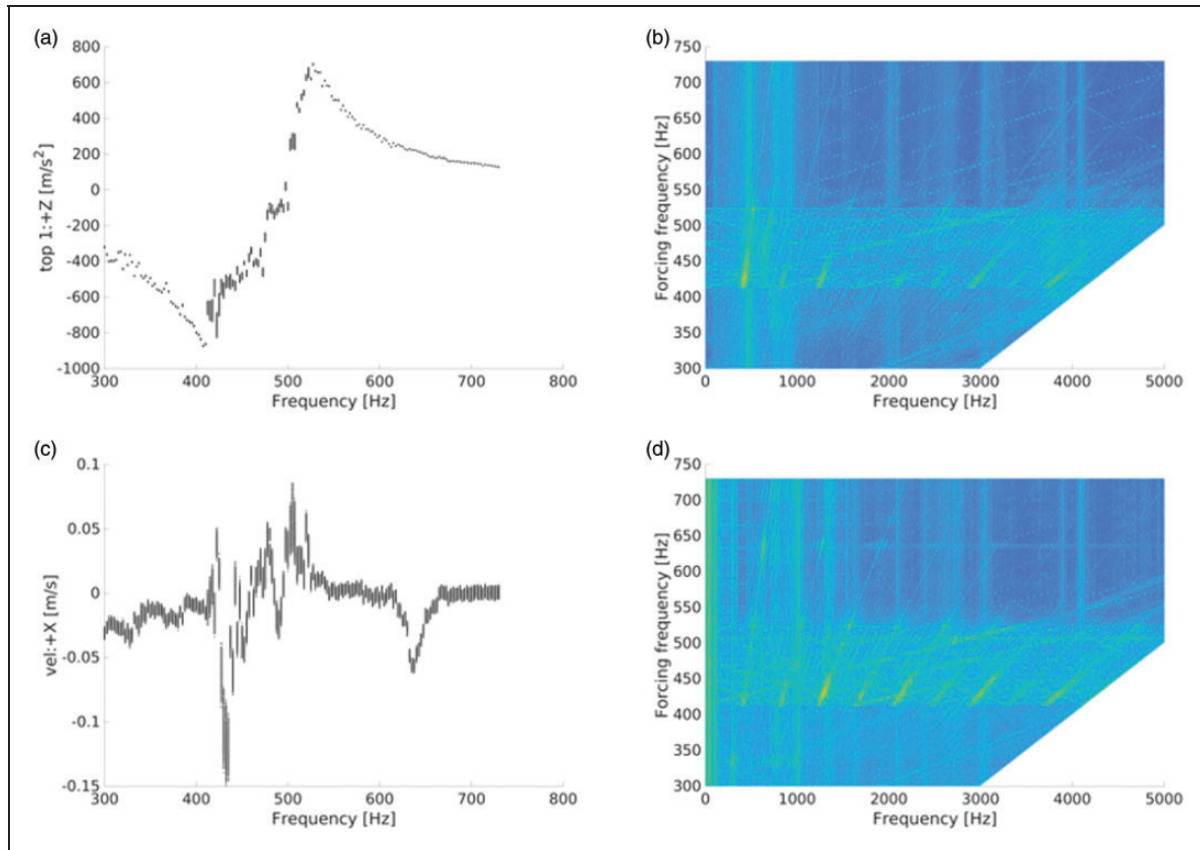 (a)
800
600
400
200
0
-200
-400
-600
-800
-1000
top 1:+Z [m/s²]
300 400 500 600 700 800
Frequency [Hz]
(b)
750
700
650
600
550
500
450
400
350
300
Forcing frequency [Hz]
0 1000 2000 3000 4000 5000
Frequency [Hz]
(c)
0.1
0.05
0
-0.05
-0.1
-0.15
vel:+X [m/s]
300 400 500 600 700 800
Frequency [Hz]
(d)
750
700
650
600
550
500
450
400
350
300
Forcing frequency [Hz]
0 1000 2000 3000 4000 5000
Frequency [Hz]